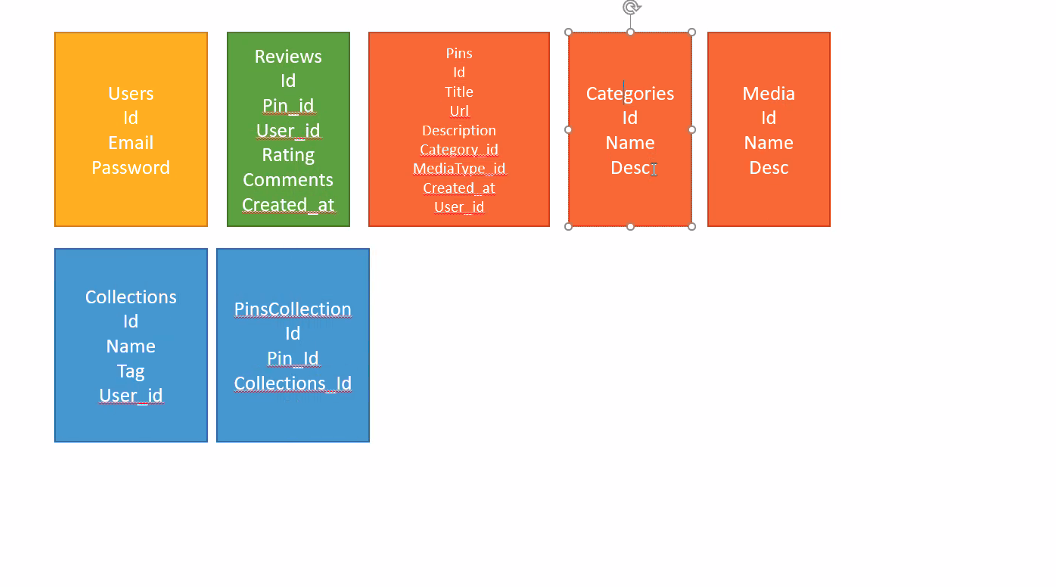 Users
Id
Email
Password
Reviews
Id
Pin_id
User_id
Rating
Comments
Created_at
Pins
Id
Title
Url
Description
Category_id
MediaType_id
Created_at
User_id
Categories
Id
Name
Desc
Media
Id
Name
Desc
Collections
Id
Name
Tag
User_id
PinsCollection
Id
Pin_Id
Collections_Id